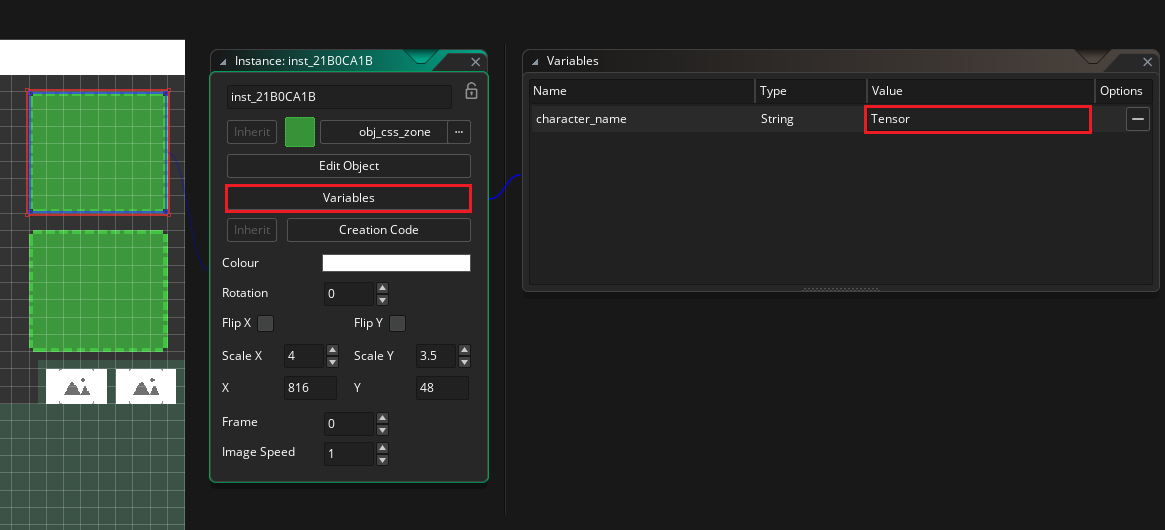 Instance: inst_21B0CA1B
inst_21B0CA1B
Inherit obj_css_zone ...
Edit Object
Variables
Inherit Creation Code
Colour
Rotation 0
Flip X Flip Y
Scale X 4 Scale Y 3.5
X 816 Y 48
Frame 0
Image Speed 1
Variables
Name Type Value Options
character_name String Tensor